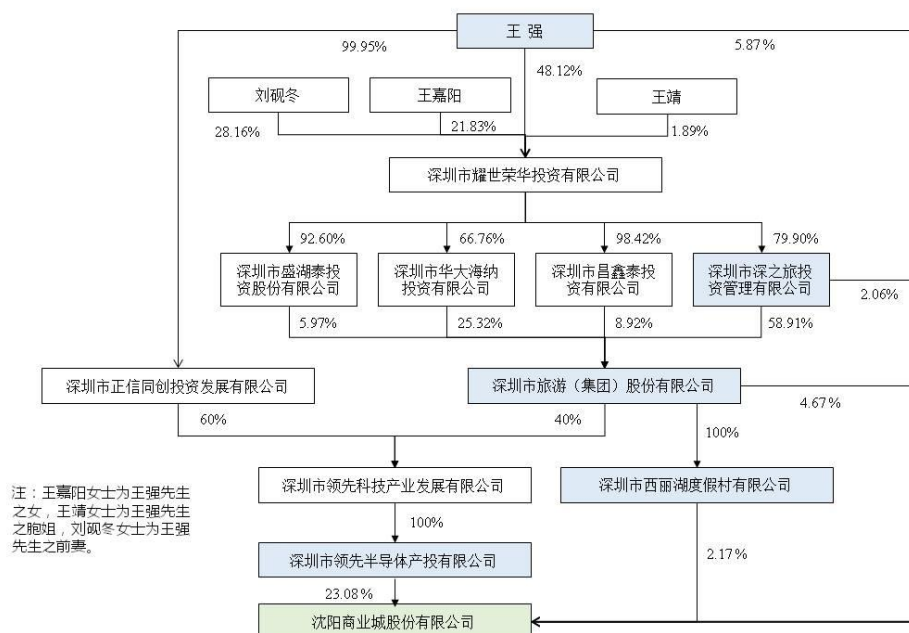 王 强
99.95%
5.87%
48.12%
刘砚冬
王嘉阳
王靖
28.16%
21.83%
1.89%
深圳市耀世荣华投资有限公司
92.60%
66.76%
98.42%
79.90%
深圳市盛湖泰投
资股份有限公司
深圳市华大海纳
投资有限公司
深圳市昌鑫泰投
资有限公司
深圳市深之旅投
资管理有限公司
2.06%
5.97%
25.32%
8.92%
58.91%
深圳市正信同创投资发展有限公司
深圳市旅游（集团）股份有限公司
4.67%
60%
40%
100%
深圳市领先科技产业发展有限公司
深圳市西丽湖度假村有限公司
注：王嘉阳女士为王强先生
之女，王靖女士为王强先生
之胞姐，刘砚冬女士为王强
先生之前妻。
100%
深圳市领先半导体产投有限公司
2.17%
23.08%
沈阳商业城股份有限公司